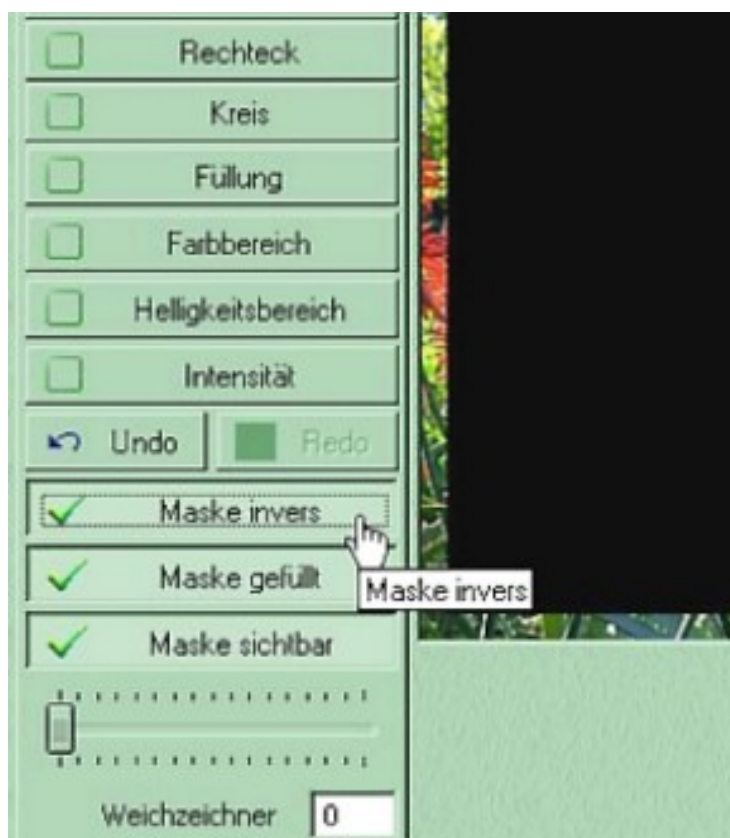 Rechteck
Kreis
Füllung
Farbbereich
Helligkeitsbereich
Intensität
Undo Redo
Maske invers
Maske gefüllt
Maske invers
Maske sichtbar
Weichzeichner 0